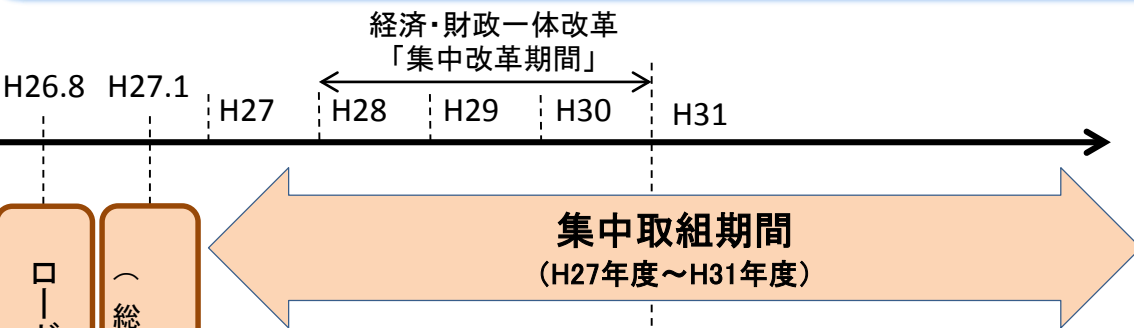 経済・財政一体改革
「集中改革期間」
H26.8
H27.1
H27
H28
H29
H30
H31
集中取組期間
（H27年度～H31年度）
ロード
（総